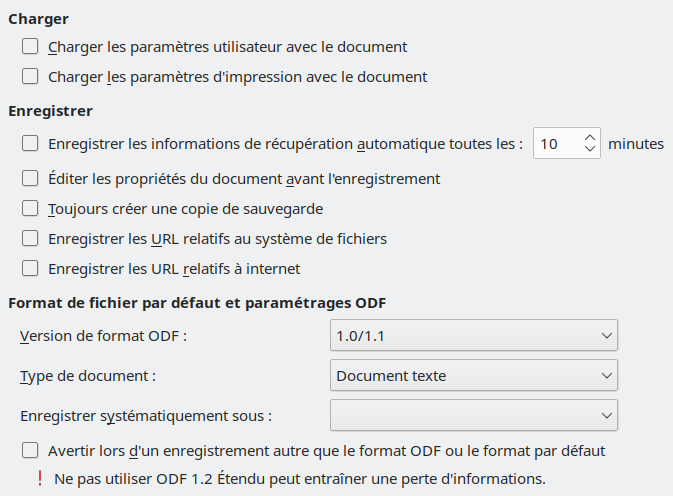 Charger
Charger les paramètres utilisateur avec le document
Charger les paramètres d'impression avec le document
Enregistrer
Enregistrer les informations de récupération automatique toutes les : 10 minutes
Éditer les propriétés du document avant l'enregistrement
Toujours créer une copie de sauvegarde
Enregistrer les URL relatifs au système de fichiers
Enregistrer les URL relatifs à internet
Format de fichier par défaut et paramétrages ODF
Version de format ODF : 1.0/1.1
Type de document : Document texte
Enregistrer systématiquement sous :
Avertir lors d'un enregistrement autre que le format ODF ou le format par défaut
! Ne pas utiliser ODF 1.2 Étendu peut entraîner une perte d'informations.